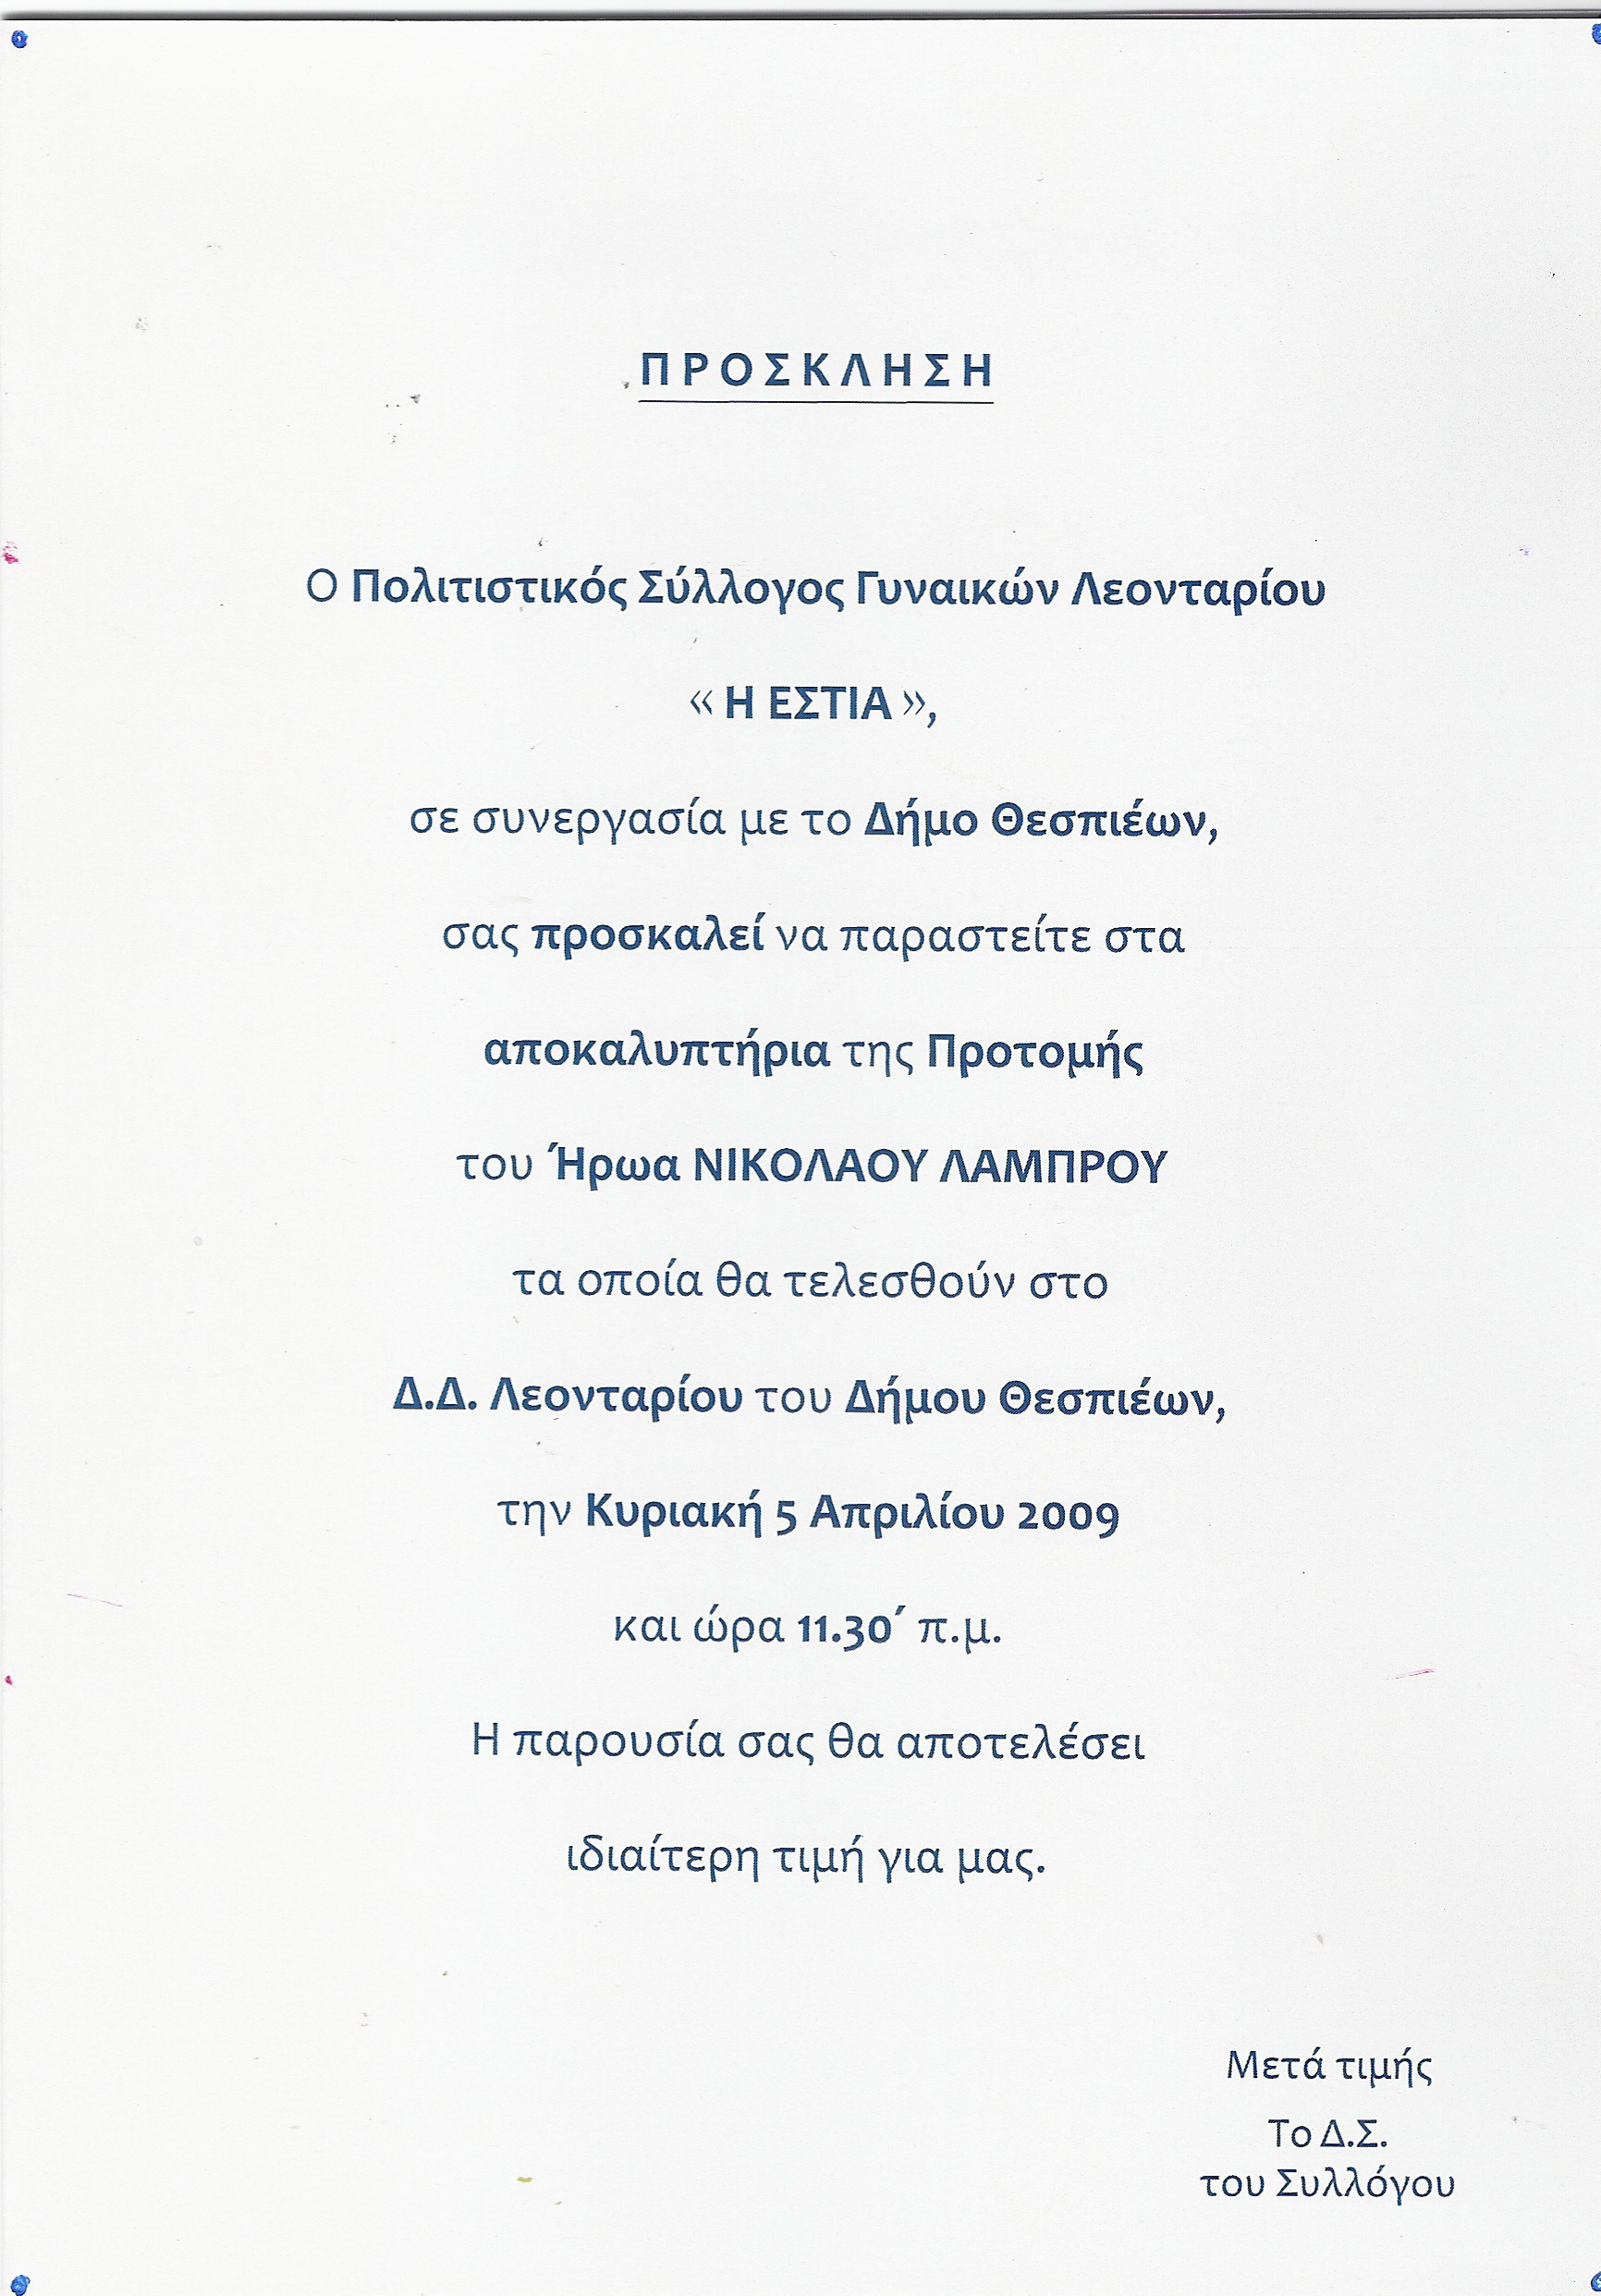 ΠΡΟΣΚΛΗΣΗ
Ο Πολιτιστικός Σύλλογος Γυναικών Λεονταρίου
« Η ΕΣΤΙΑ »,
σε συνεργασία με το Δήμο Θεσπιέων,
σας προσκαλεί να παραστείτε στα
αποκαλυπτήρια της Προτομής
του Ήρωα ΝΙΚΟΛΑΟΥ ΛΑΜΠΡΟΥ
τα οποία θα τελεσθούν στο
Δ.Δ. Λεονταρίου του Δήμου Θεσπιέων,
την Κυριακή 5 Απριλίου 2009
και ώρα 11.30΄ π.μ.
Η παρουσία σας θα αποτελέσει
ιδιαίτερη τιμή για μας.
Μετά τιμής
Το Δ.Σ.
του Συλλόγου